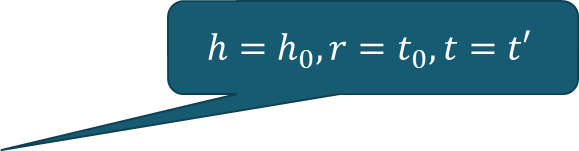 h = h₀, r = t₀, t = t′